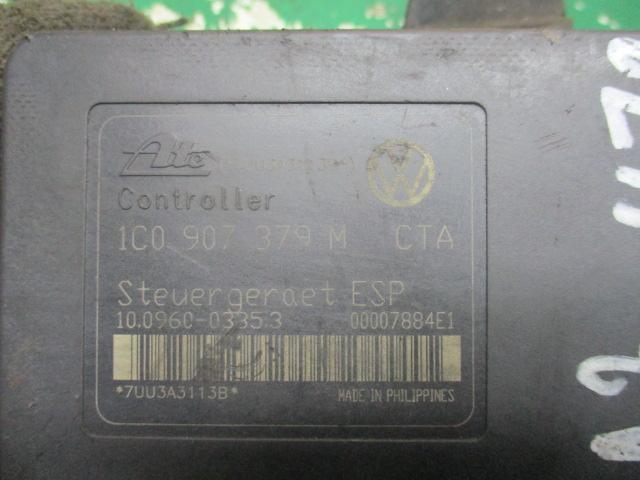 Ate
Controller
1C0 907 379 M CTA
Steuergeraet ESP
10.0960-0335.3 00007884E1
*7UU3A3113B* MADE IN PHILIPPINES